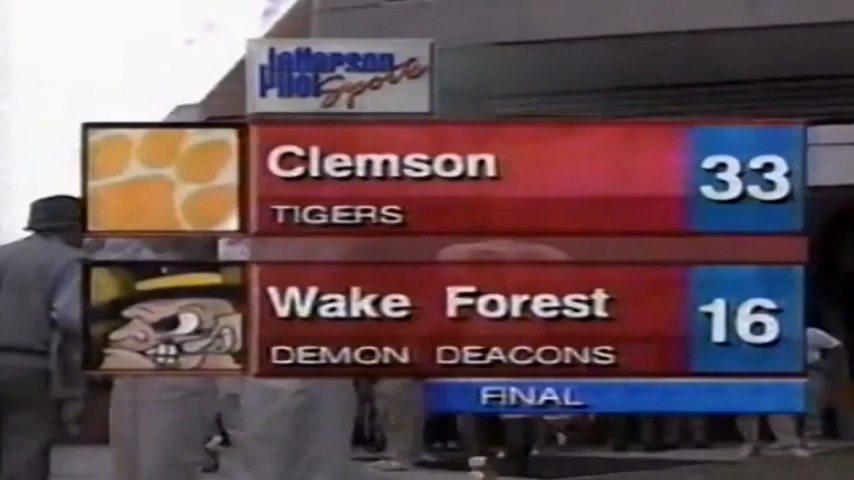 Jefferson
Pilot Sports
Clemson
33
TIGERS
Wake Forest
16
DEMON DEACONS
FINAL